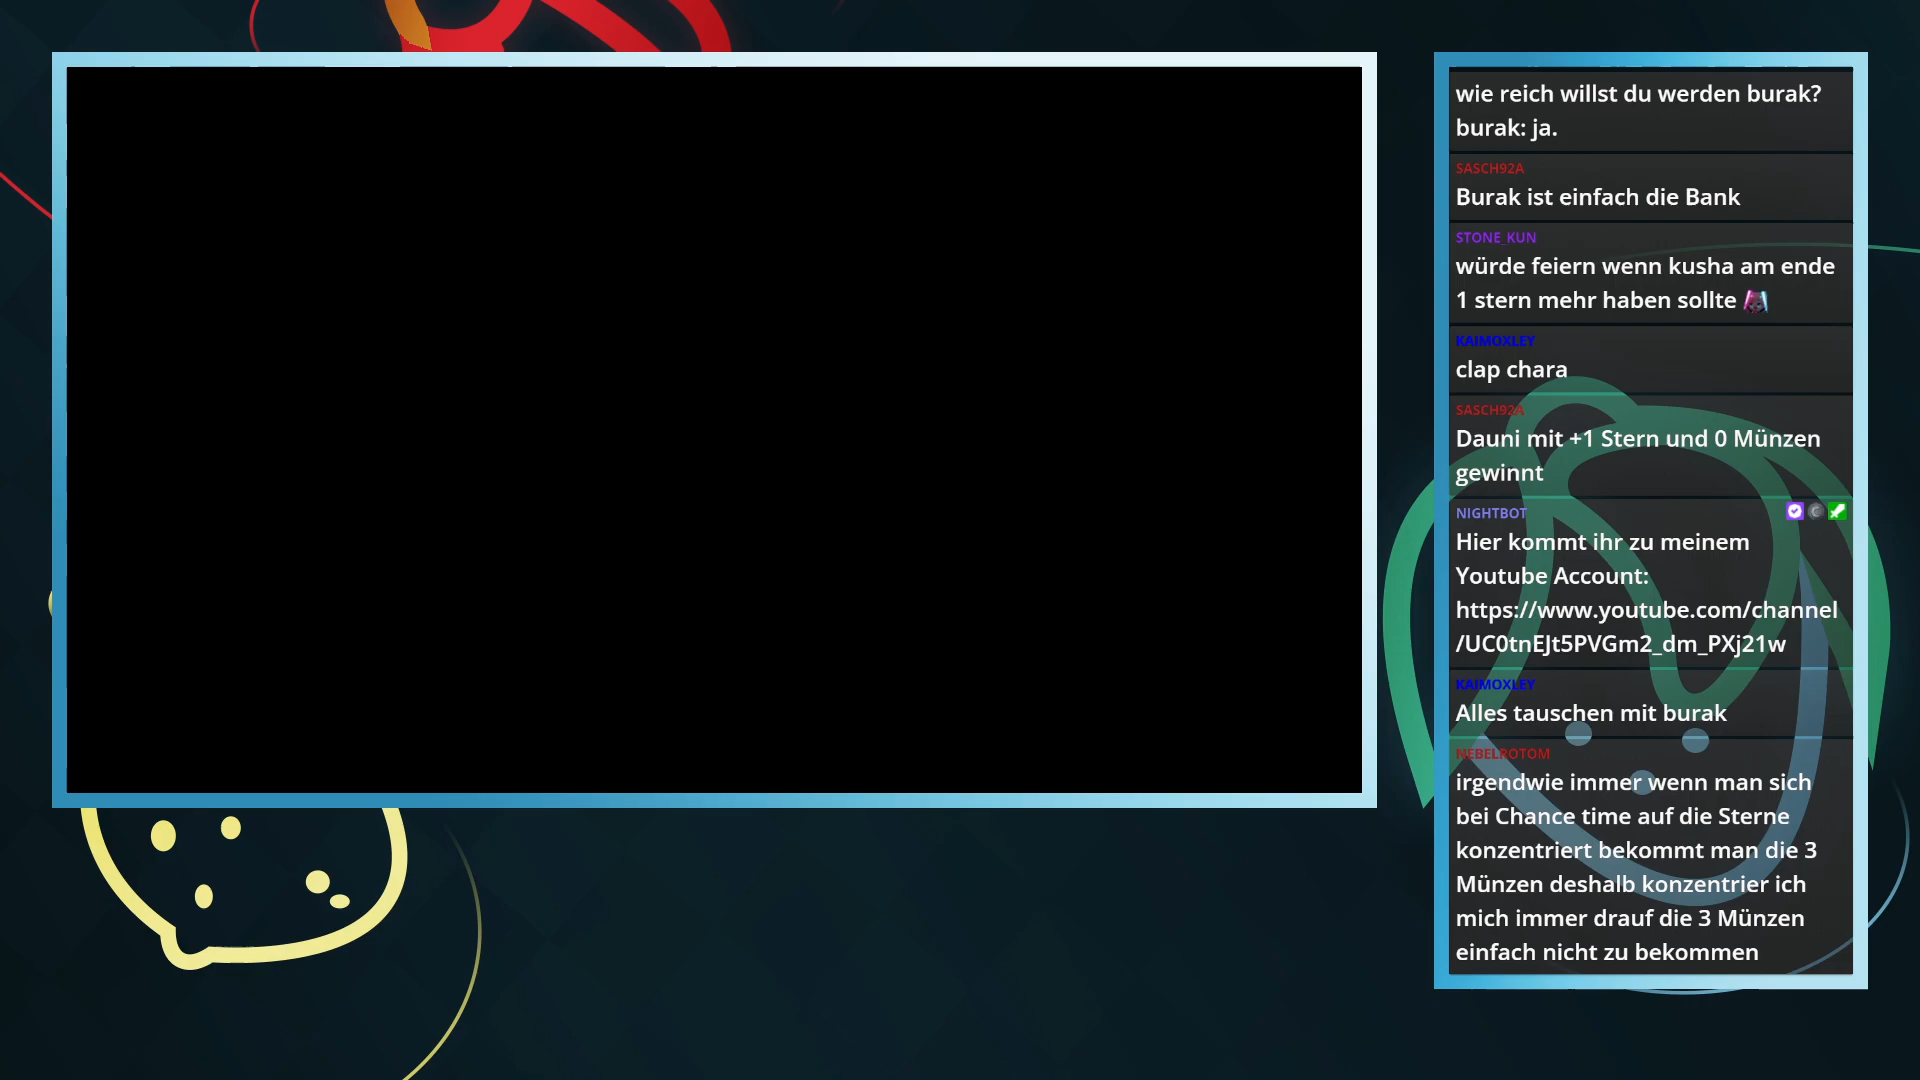 wie reich willst du werden burak?
burak: ja.
SASCH92A
Burak ist einfach die Bank
STONE_KUN
würde feiern wenn kusha am ende
1 stern mehr haben sollte
KAIMOXLEY
clap chara
SASCH92A
Dauni mit +1 Stern und 0 Münzen
gewinnt
NIGHTBOT
Hier kommt ihr zu meinem
Youtube Account:
https://www.youtube.com/channel
/UC0tnEJt5PVGm2_dm_PXj21w
KAIMOXLEY
Alles tauschen mit burak
NEBELROTOM
irgendwie immer wenn man sich
bei Chance time auf die Sterne
konzentriert bekommt man die 3
Münzen deshalb konzentrier ich
mich immer drauf die 3 Münzen
einfach nicht zu bekommen